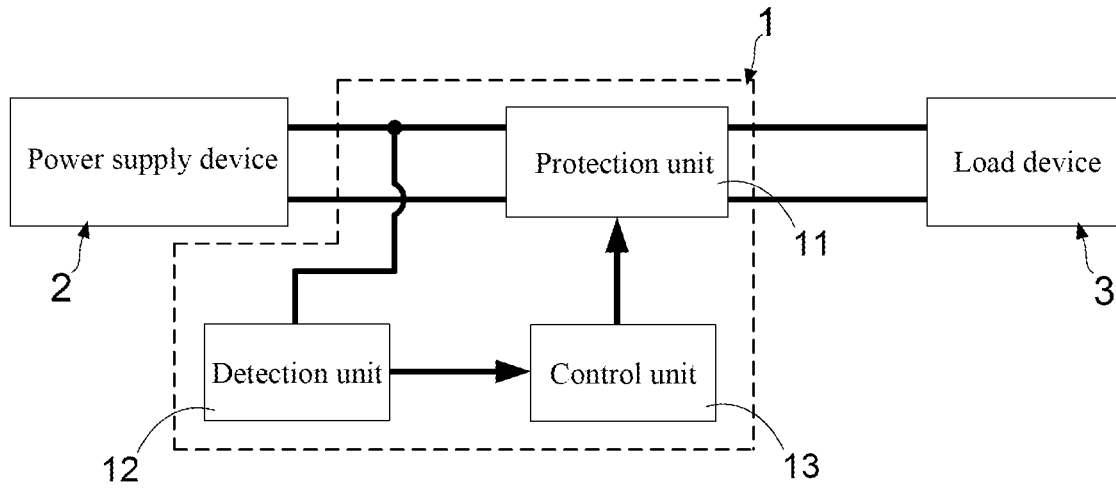 1
Power supply device
Protection unit
Load device
11
2
3
Detection unit
Control unit
12
13